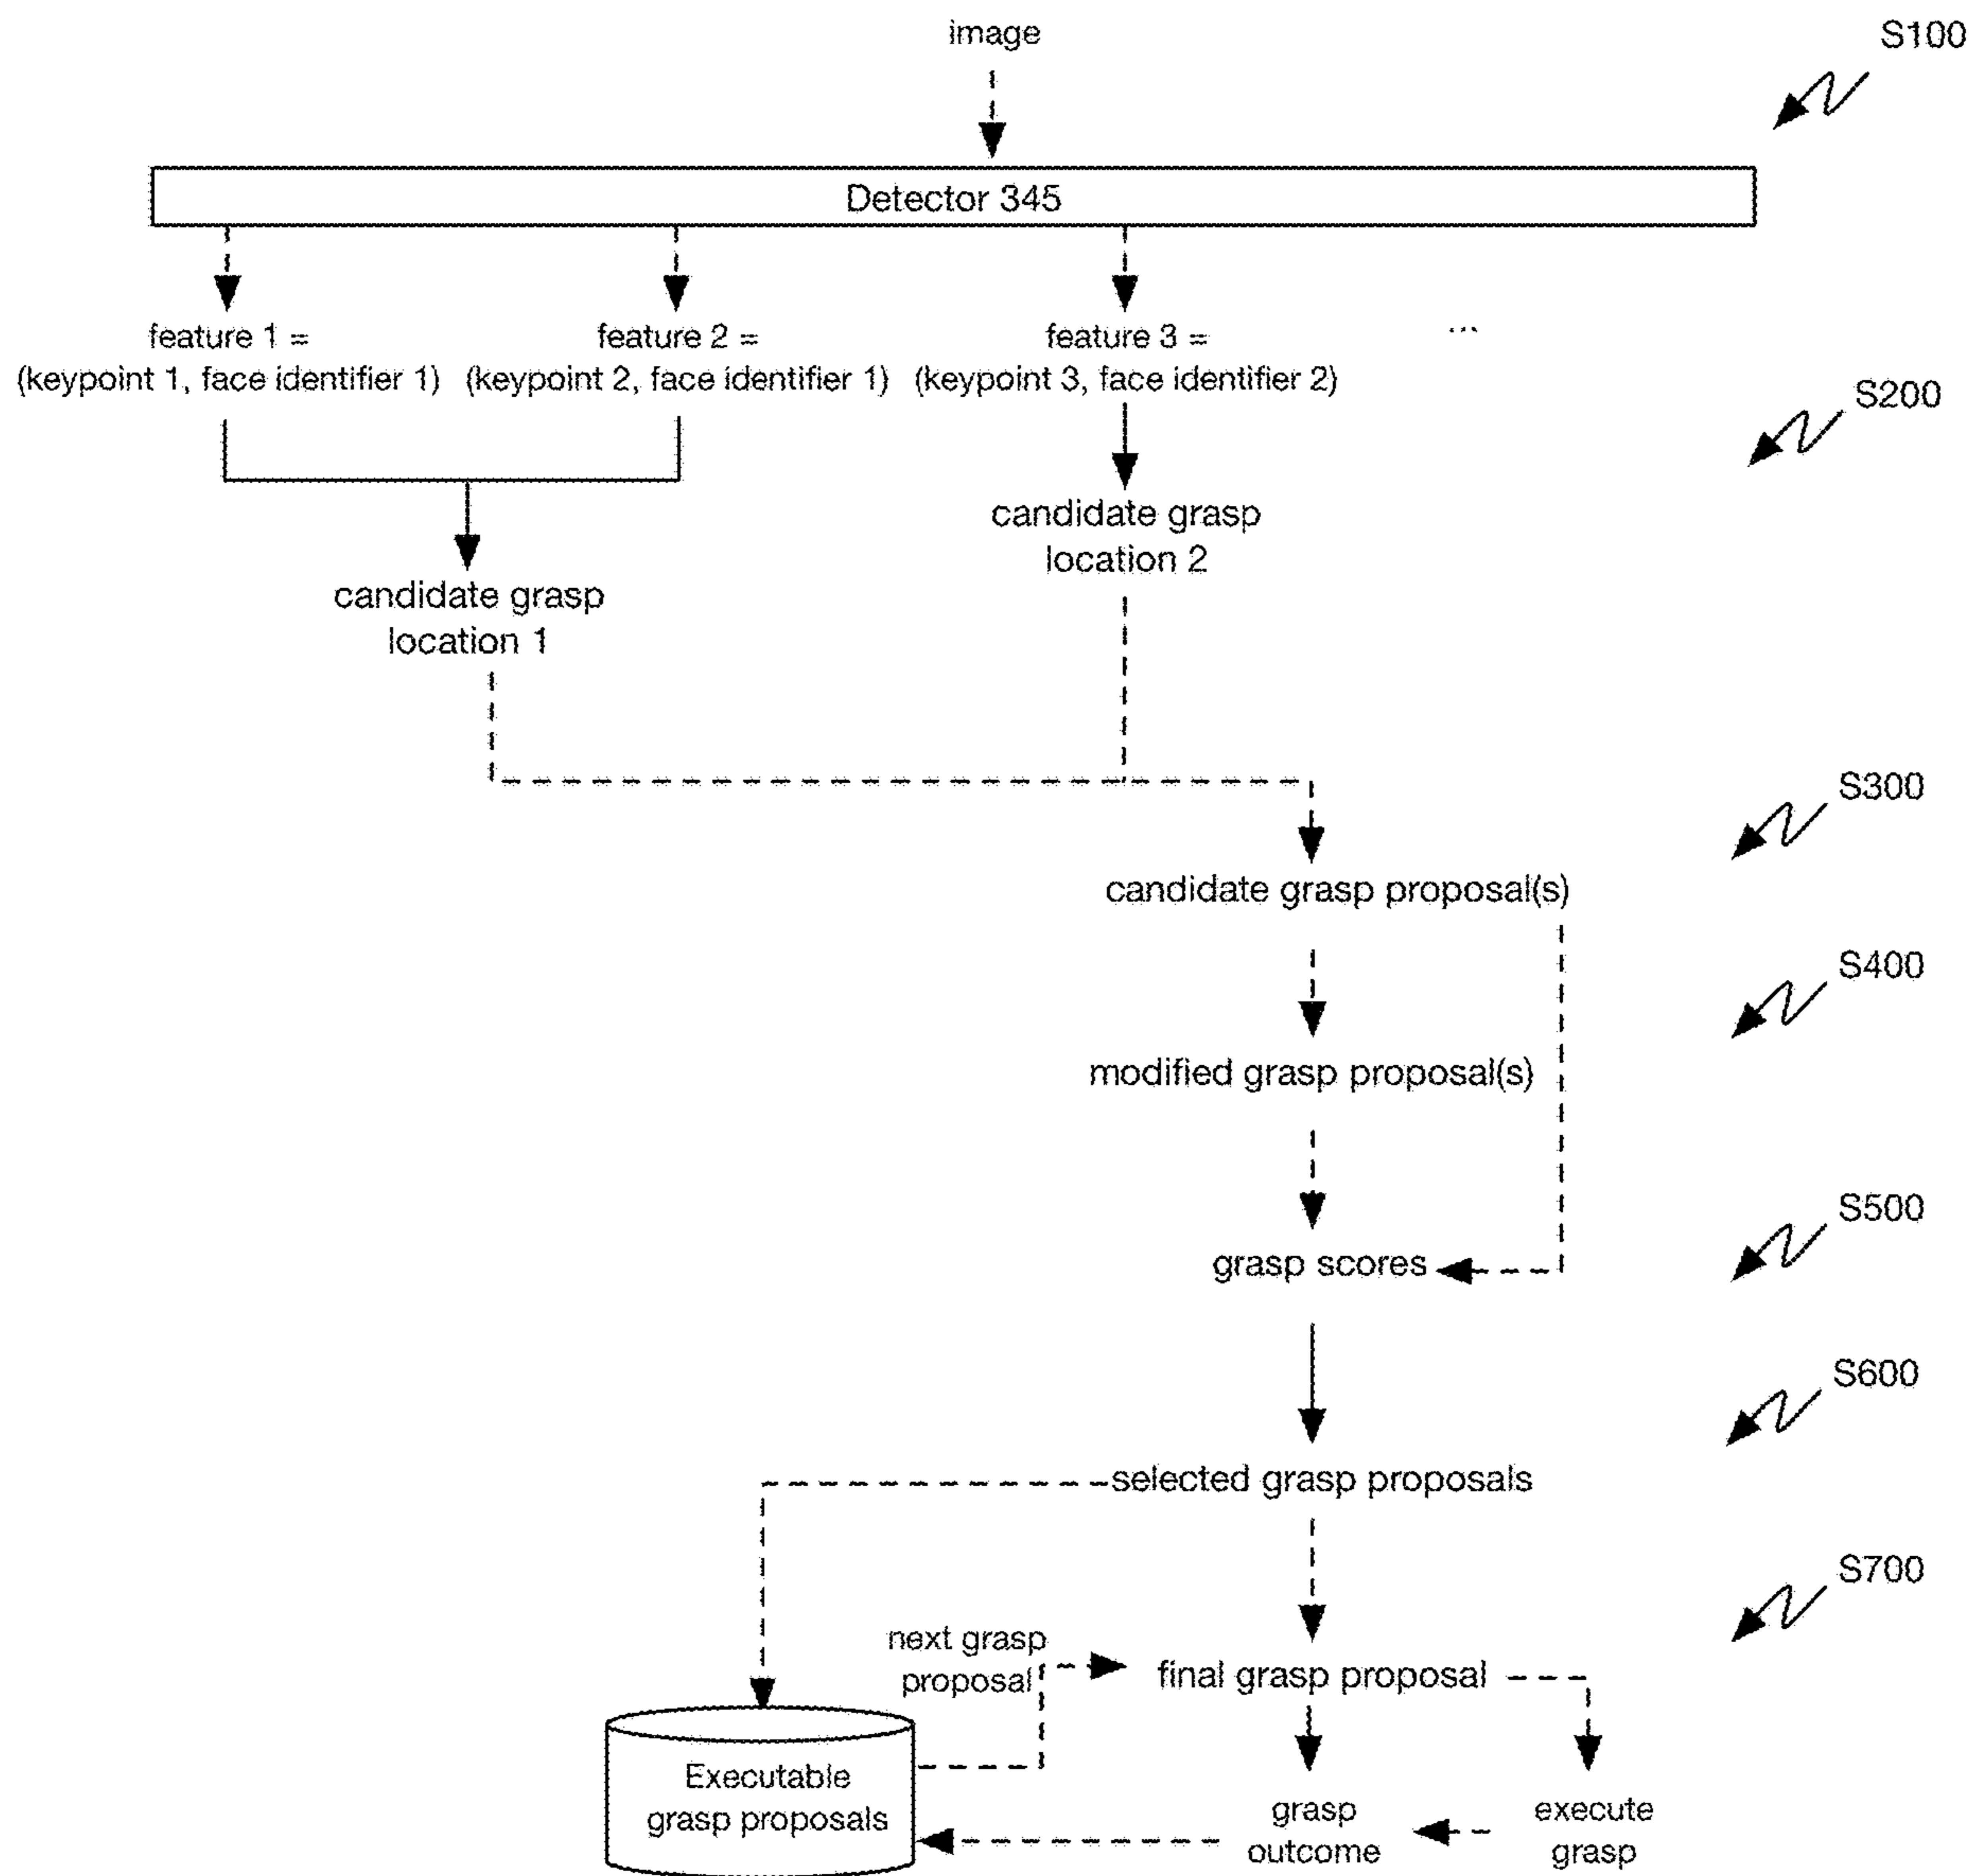 image
S100
Detector 345
feature 1 =
(keypoint 1, face identifier 1)
feature 2 =
(keypoint 2, face identifier 1)
feature 3 =
(keypoint 3, face identifier 2)
...
S200
candidate grasp
location 2
candidate grasp
location 1
S300
candidate grasp proposal(s)
S400
modified grasp proposal(s)
S500
grasp scores
S600
selected grasp proposals
S700
next grasp
proposal
final grasp proposal
Executable
grasp proposals
grasp
outcome
execute
grasp